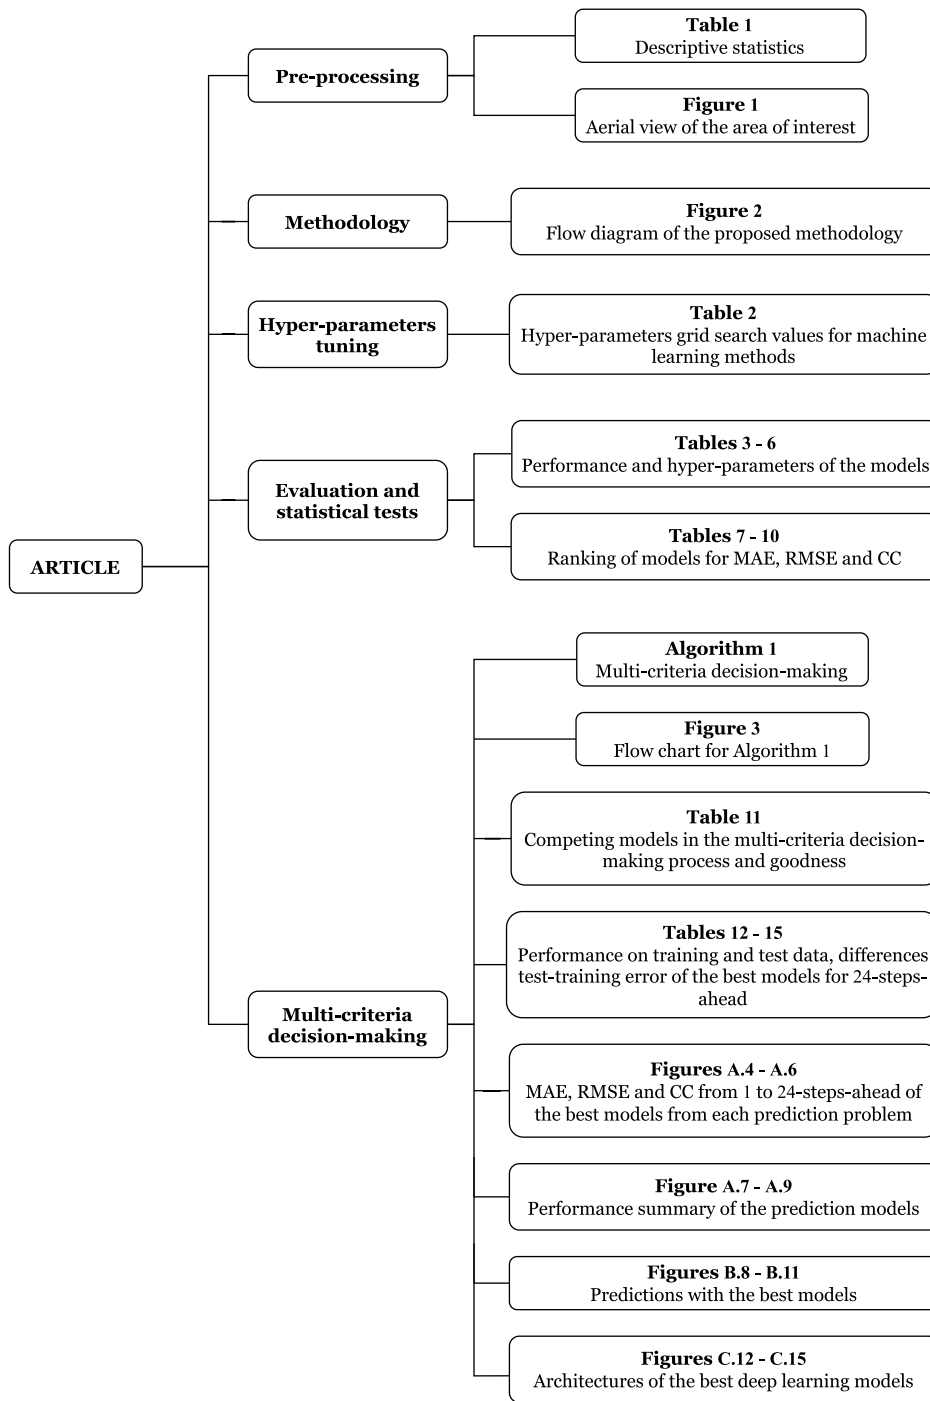 ARTICLE
Pre-processing
Table 1
Descriptive statistics
Figure 1
Aerial view of the area of interest
Methodology
Figure 2
Flow diagram of the proposed methodology
Hyper-parameters
tuning
Table 2
Hyper-parameters grid search values for machine
learning methods
Evaluation and
statistical tests
Tables 3 - 6
Performance and hyper-parameters of the models
Tables 7 - 10
Ranking of models for MAE, RMSE and CC
Multi-criteria
decision-making
Algorithm 1
Multi-criteria decision-making
Figure 3
Flow chart for Algorithm 1
Table 11
Competing models in the multi-criteria decision-
making process and goodness
Tables 12 - 15
Performance on training and test data, differences
test-training error of the best models for 24-steps-
ahead
Figures A.4 - A.6
MAE, RMSE and CC from 1 to 24-steps-ahead of
the best models from each prediction problem
Figure A.7 - A.9
Performance summary of the prediction models
Figures B.8 - B.11
Predictions with the best models
Figures C.12 - C.15
Architectures of the best deep learning models